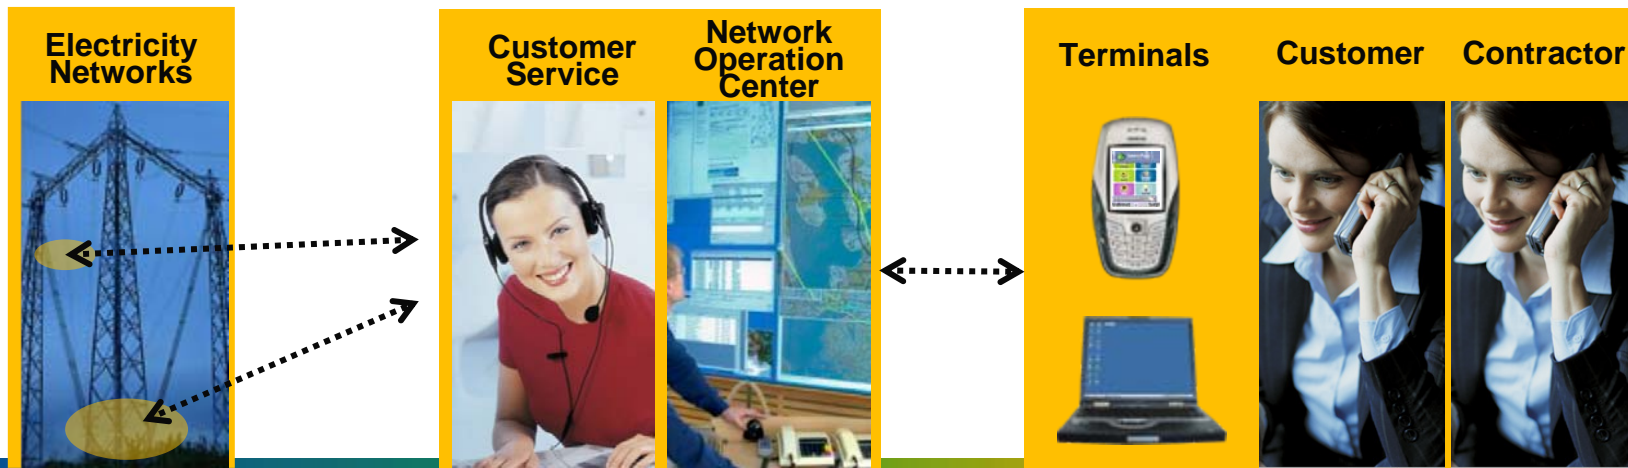 Electricity
Networks
Customer
Service
Network
Operation
Center
Terminals
Customer
Contractor